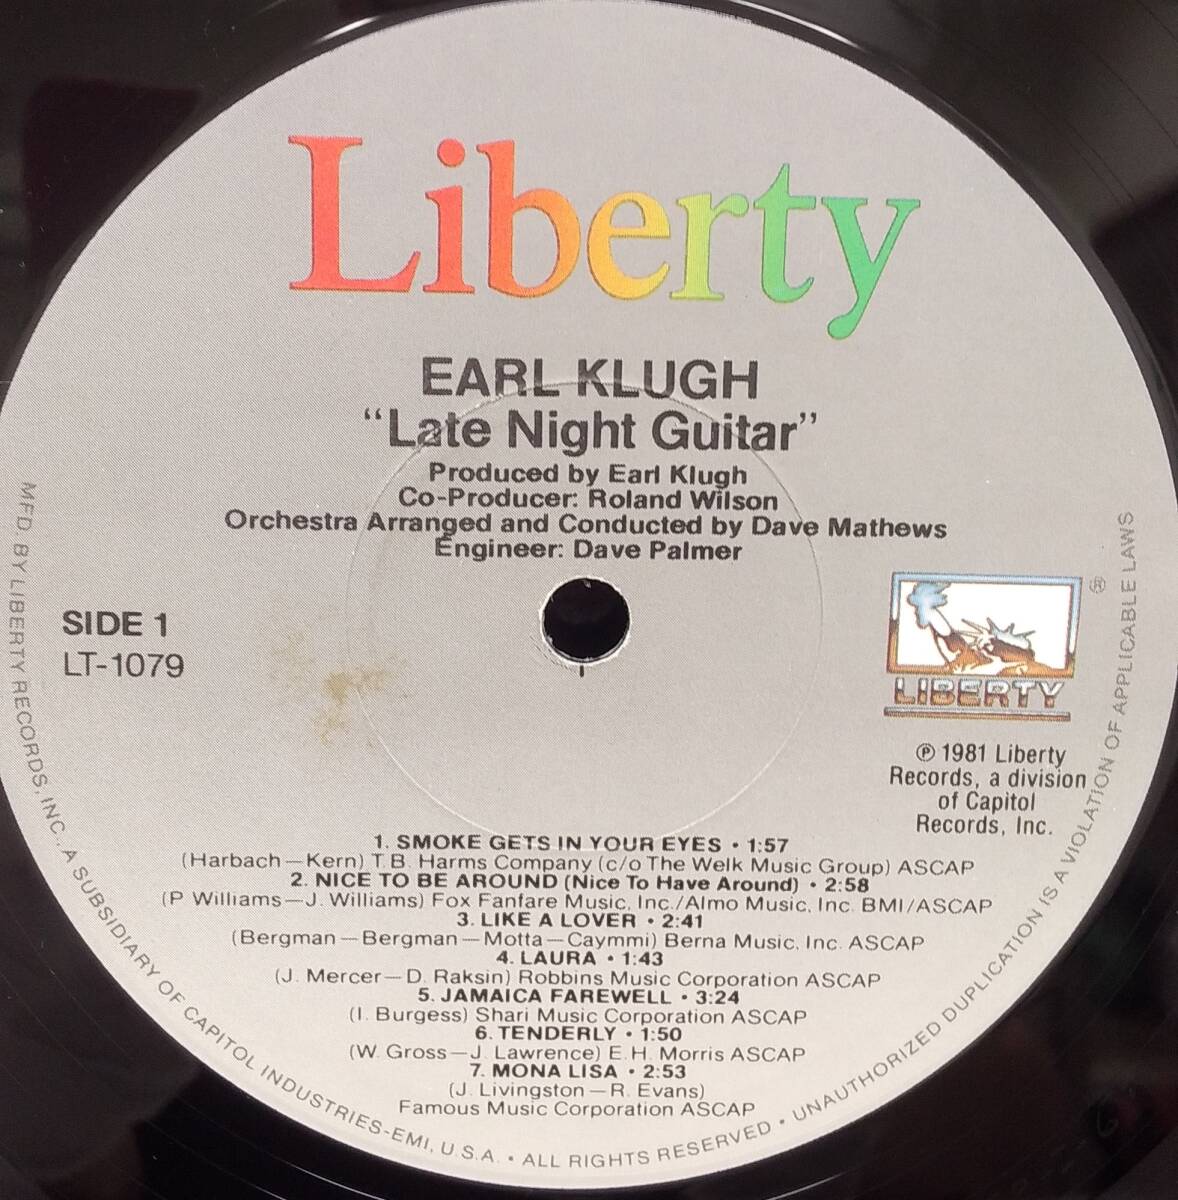 Liberty
EARL KLUGH
“Late Night Guitar”
Produced by Earl Klugh
Co-Producer: Roland Wilson
Orchestra Arranged and Conducted by Dave Mathews
Engineer: Dave Palmer
SIDE 1
LT-1079
®
LIBERTY
℗ 1981 Liberty
Records, a division
of Capitol
Records, Inc.
1. SMOKE GETS IN YOUR EYES • 1:57
(Harbach—Kern) T.B. Harms Company (c/o The Welk Music Group) ASCAP
2. NICE TO BE AROUND (Nice To Have Around) • 2:58
(P Williams—J. Williams) Fox Fanfare Music, Inc./Almo Music, Inc. BMI/ASCAP
3. LIKE A LOVER • 2:41
(Bergman—Bergman—Motta—Caymmi) Berna Music, Inc. ASCAP
4. LAURA • 1:43
(J. Mercer—D. Raksin) Robbins Music Corporation ASCAP
5. JAMAICA FAREWELL • 3:24
(I. Burgess) Shari Music Corporation ASCAP
6. TENDERLY • 1:50
(W. Gross—J. Lawrence) E.H. Morris ASCAP
7. MONA LISA • 2:53
(J. Livingston—R. Evans)
Famous Music Corporation ASCAP
MFD. BY LIBERTY RECORDS, INC., A SUBSIDIARY OF CAPITOL INDUSTRIES-EMI, U.S.A. • ALL RIGHTS RESERVED • UNAUTHORIZED DUPLICATION IS A VIOLATION OF APPLICABLE LAWS